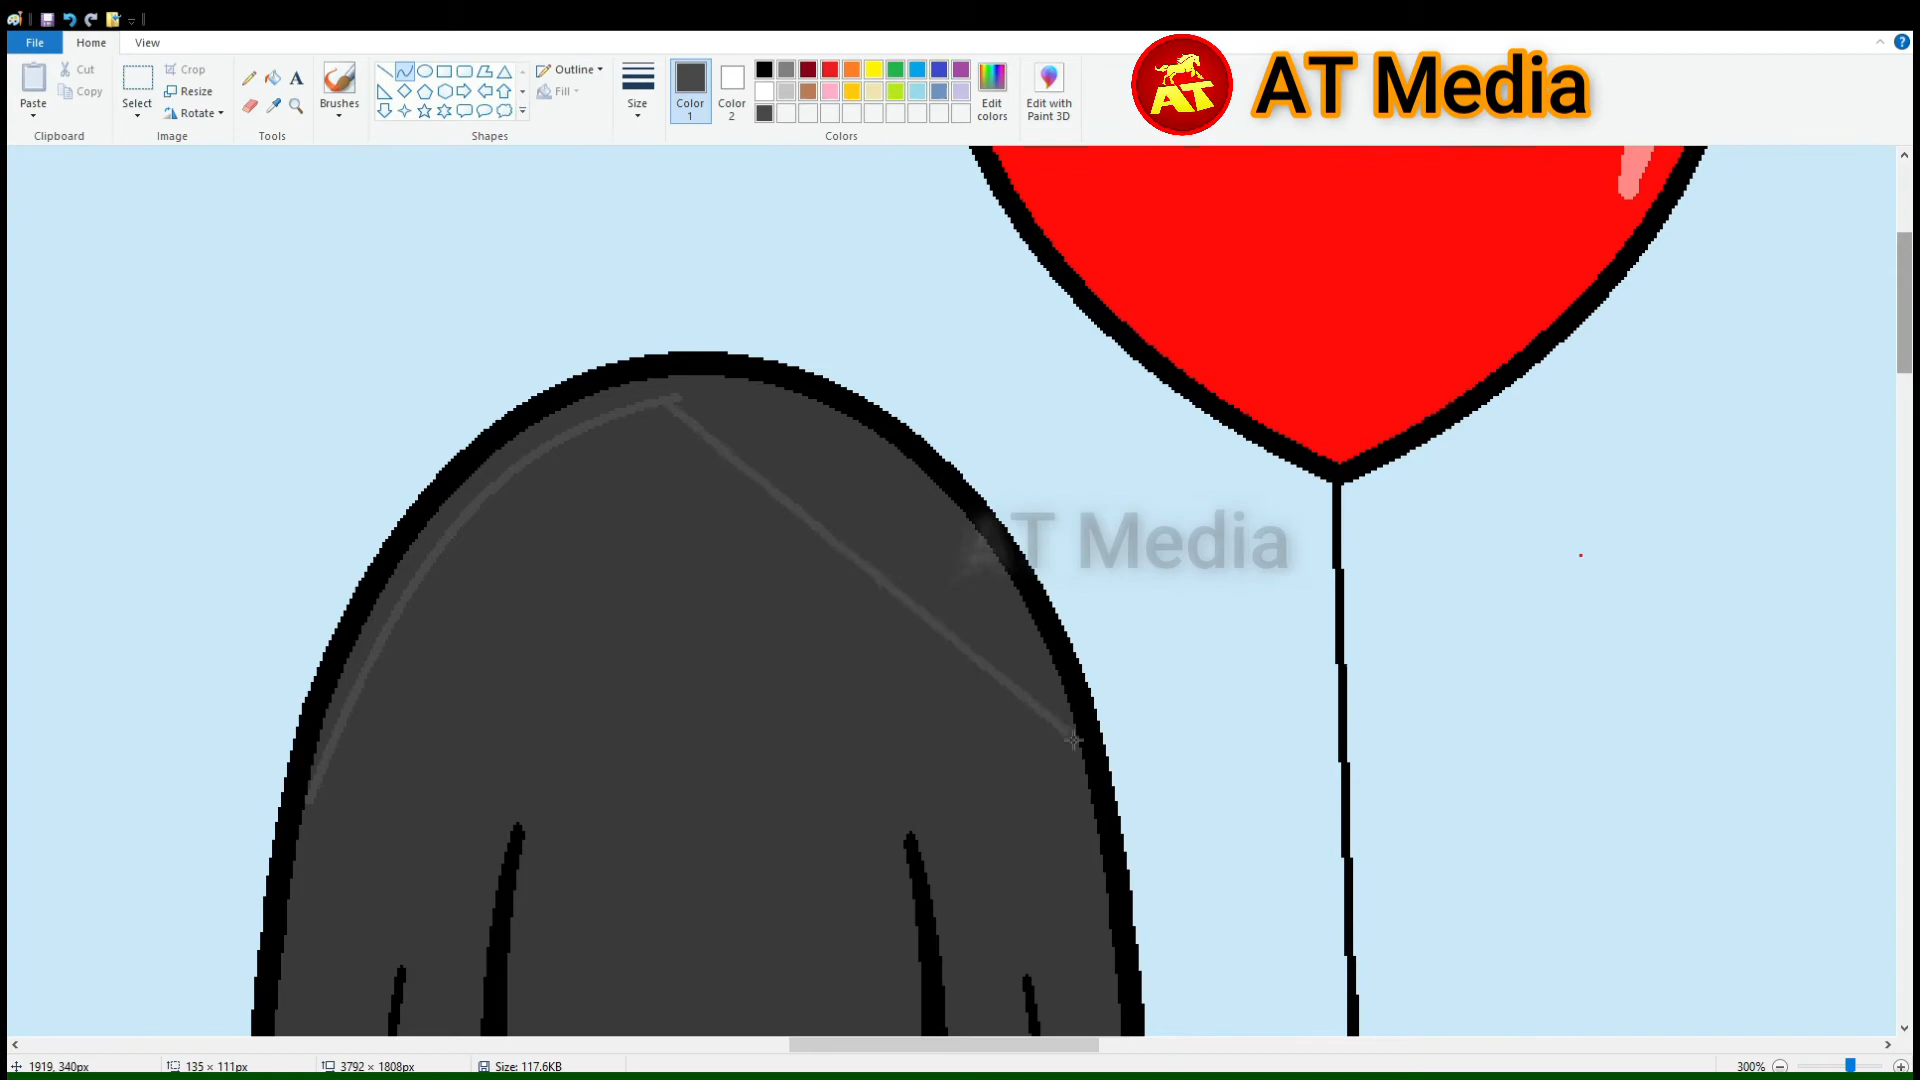 File Home View
Paste
Cut
Copy
Clipboard
Select
Crop
Resize
Rotate
Image
A
Tools
Brushes
Outline
Fill
Shapes
Size
Color 1
Color 2
Edit colors
Colors
Edit with Paint 3D
AT
AT Media
AT Media
1919, 340px 135 × 111px 3792 × 1808px Size: 117.6KB 300%